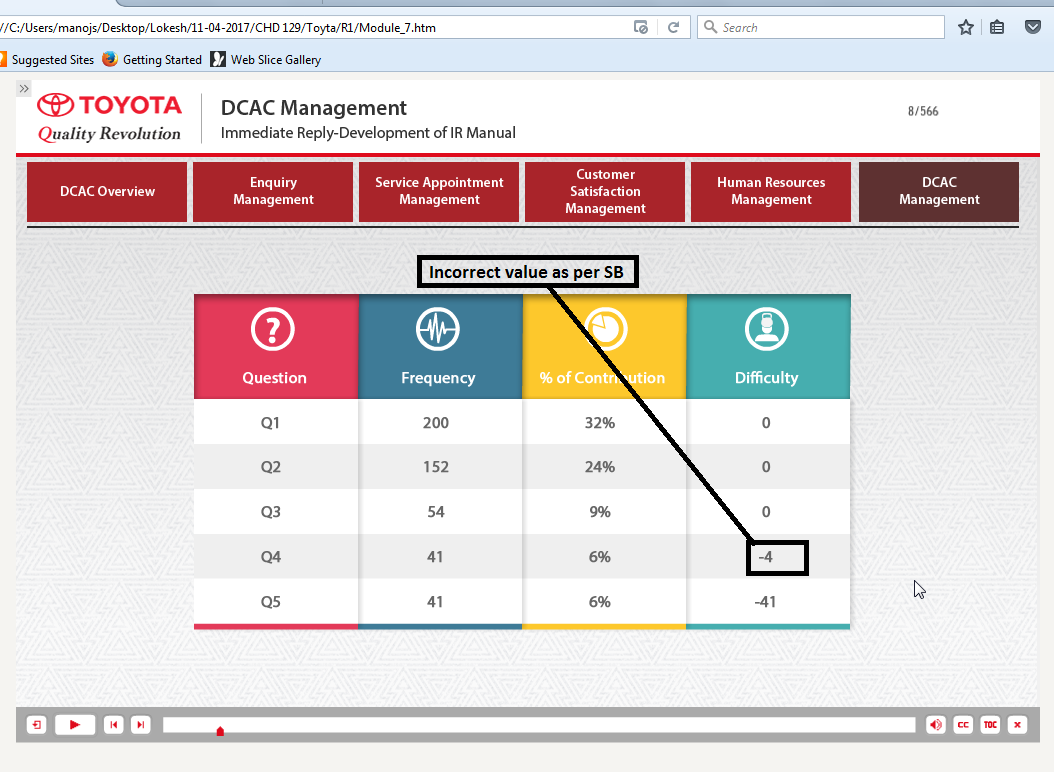 //C:/Users/manojs/Desktop/Lokesh/11-04-2017/CHD 129/Toyta/R1/Module_7.htm
Search
Suggested Sites Getting Started Web Slice Gallery
»
TOYOTA
Quality Revolution
DCAC Management
Immediate Reply-Development of IR Manual
8/566
DCAC Overview
Enquiry
Management
Service Appointment
Management
Customer
Satisfaction
Management
Human Resources
Management
DCAC
Management
Incorrect value as per SB
?
Question Frequency % of Contribution Difficulty
Q1 200 32% 0
Q2 152 24% 0
Q3 54 9% 0
Q4 41 6% -4
Q5 41 6% -41
CC TOC